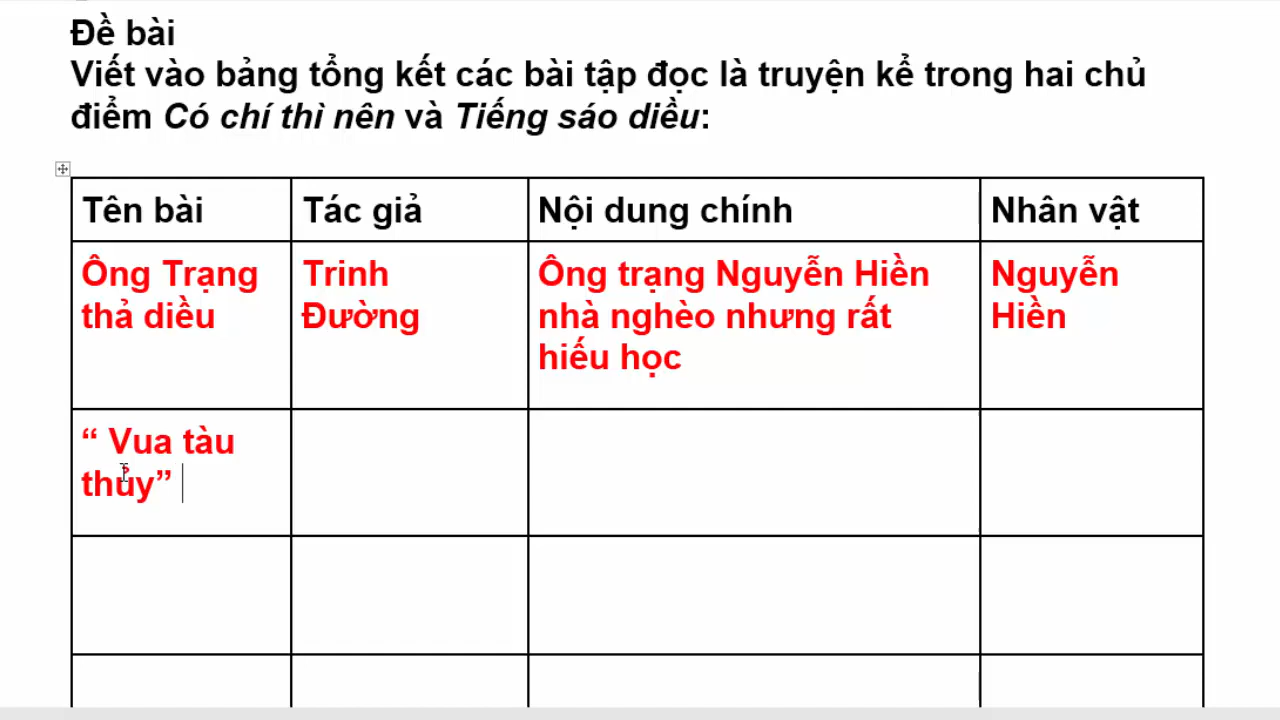 Đề bài
Viết vào bảng tổng kết các bài tập đọc là truyện kể trong hai chủ
điểm Có chí thì nên và Tiếng sáo diều:
Tên bài
Tác giả
Nội dung chính
Nhân vật
Ông Trạng
thả diều
Trinh
Đường
Ông trạng Nguyễn Hiền
nhà nghèo nhưng rất
hiếu học
Nguyễn
Hiền
“ Vua tàu
thủy”